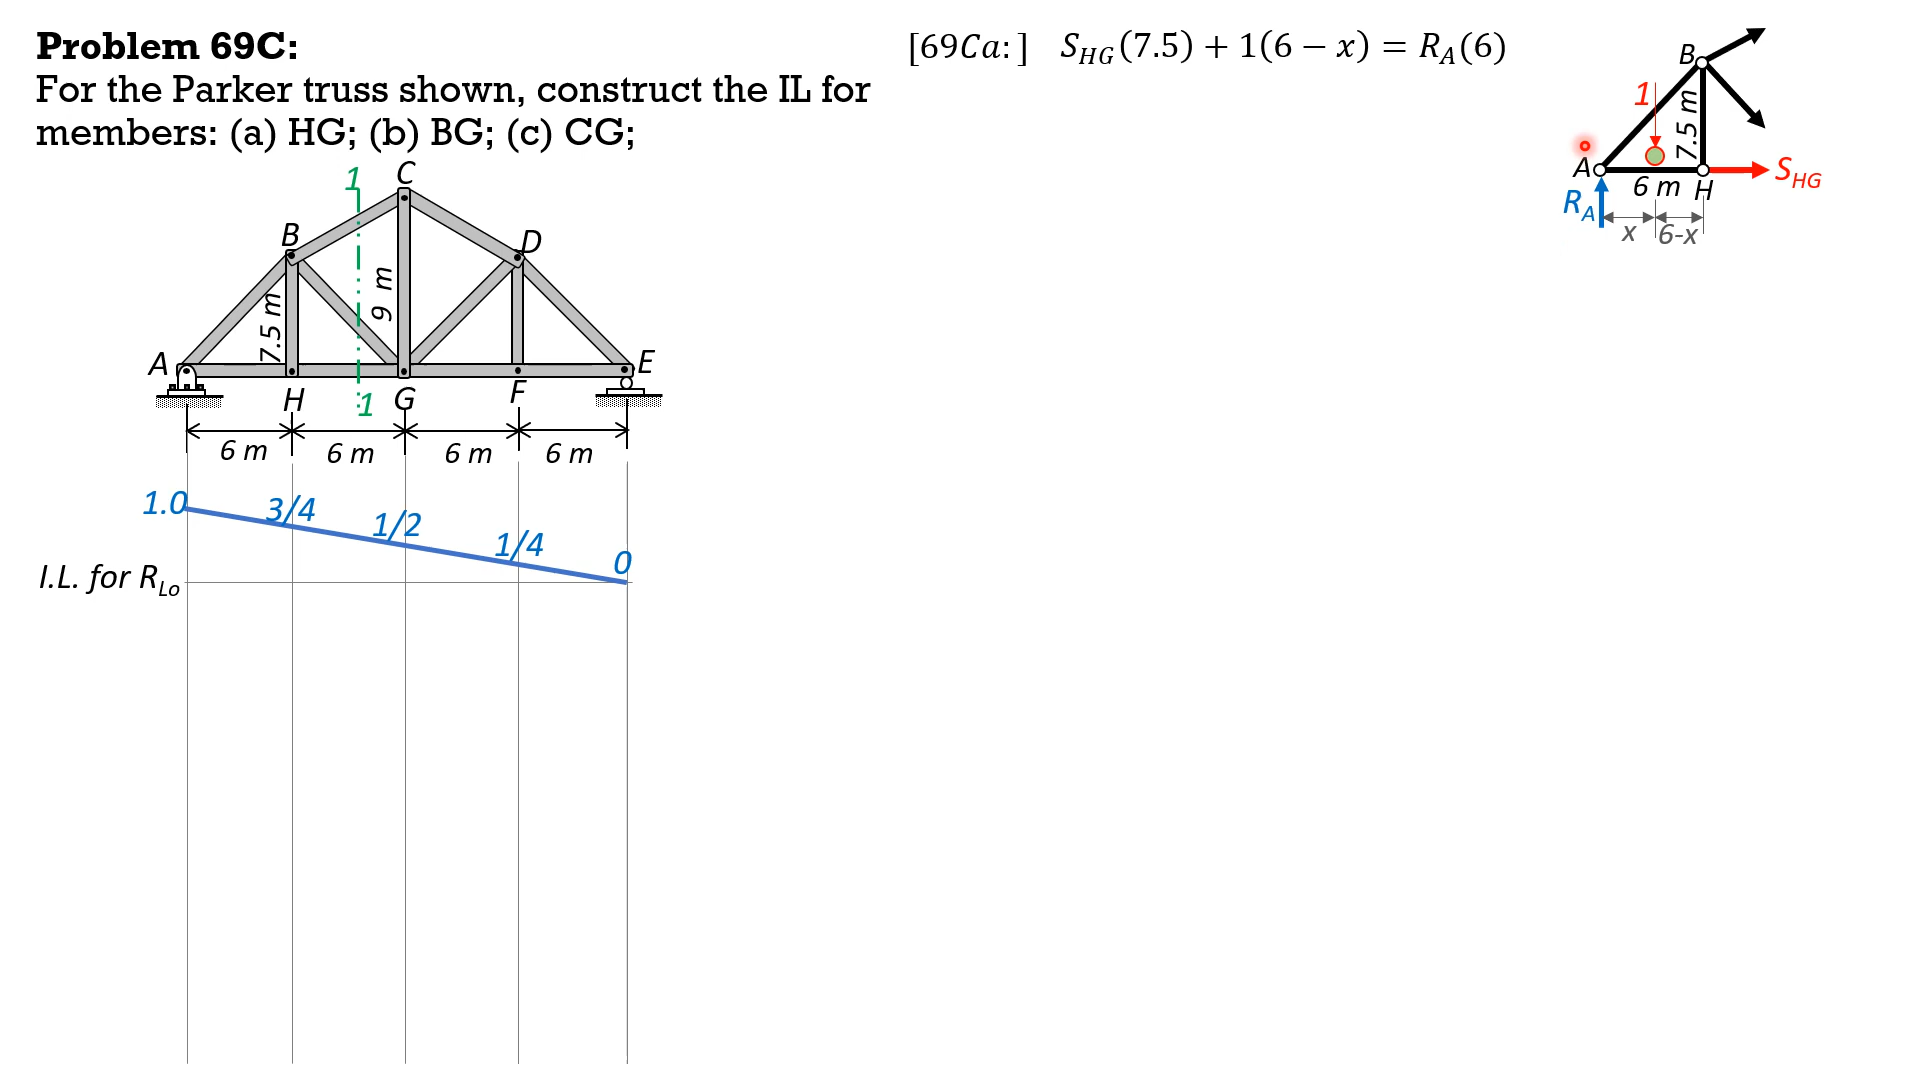 Problem 69C:
For the Parker truss shown, construct the IL for
members: (a) HG; (b) BG; (c) CG;
[69Ca: ] S_HG(7.5) + 1(6 − x) = R_A(6)
B
1
7.5 m
A
6 m
H
S_HG
R_A
x
6-x
1
C
B
D
9 m
7.5 m
A
E
H
1
G
F
6 m
6 m
6 m
6 m
1.0
3/4
1/2
1/4
0
I.L. for R_Lo